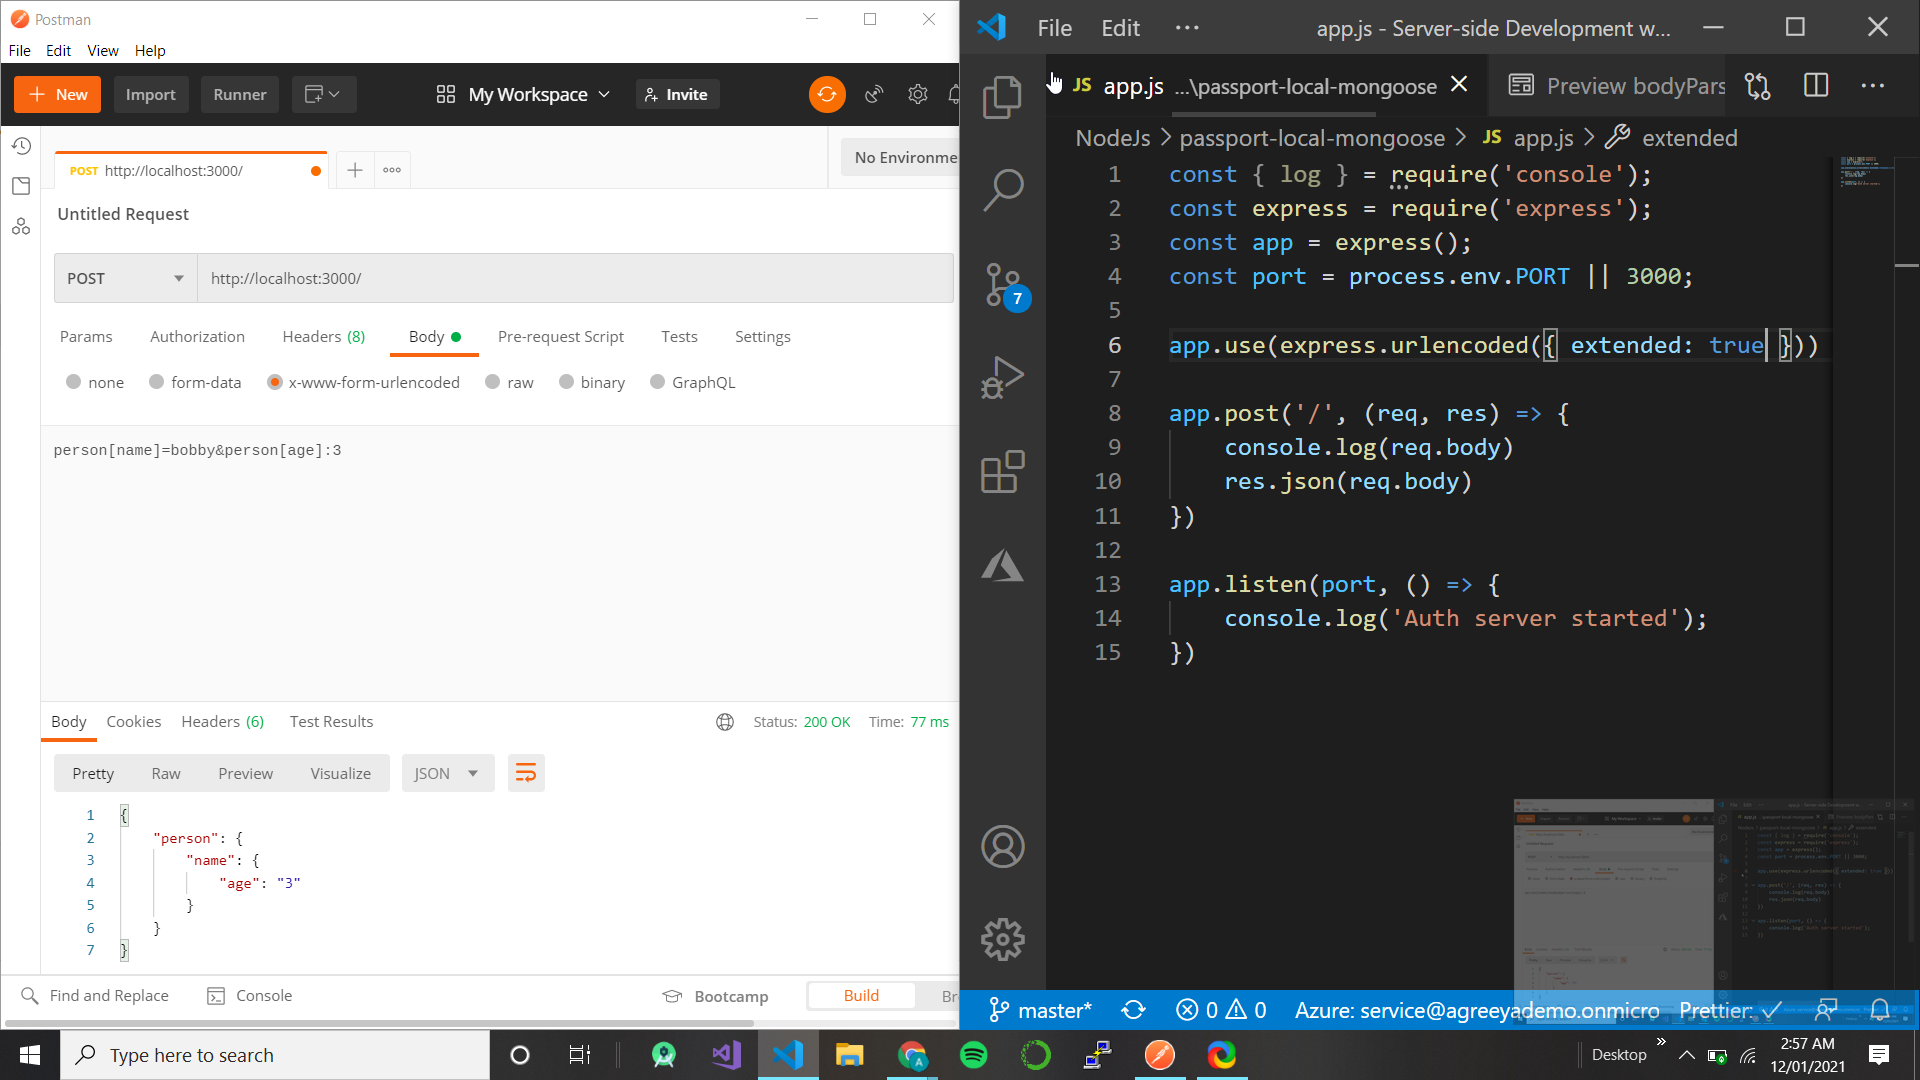 Postman
File Edit View Help
New Import Runner My Workspace Invite
POST http://localhost:3000/
No Environme
Untitled Request
POST http://localhost:3000/
Params Authorization Headers (8) Body Pre-request Script Tests Settings
none form-data x-www-form-urlencoded raw binary GraphQL
person[name]=bobby&person[age]:3
Body Cookies Headers (6) Test Results Status: 200 OK Time: 77 ms
Pretty Raw Preview Visualize JSON
1 {
2 "person": {
3 "name": {
4 "age": "3"
5 }
6 }
7 }
Find and Replace Console Bootcamp Build Br
File Edit ··· app.js - Server-side Development w...
JS app.js ...\passport-local-mongoose Preview bodyPars
NodeJs > passport-local-mongoose > JS app.js > extended
1 const { log } = require('console');
2 const express = require('express');
3 const app = express();
4 const port = process.env.PORT || 3000;
5
6 app.use(express.urlencoded({ extended: true }))
7
8 app.post('/', (req, res) => {
9 console.log(req.body)
10 res.json(req.body)
11 })
12
13 app.listen(port, () => {
14 console.log('Auth server started');
15 })
7
master* 0 0 Azure: service@agreeyademo.onmicro Prettier: ✓
Type here to search
Desktop
2:57 AM
12/01/2021